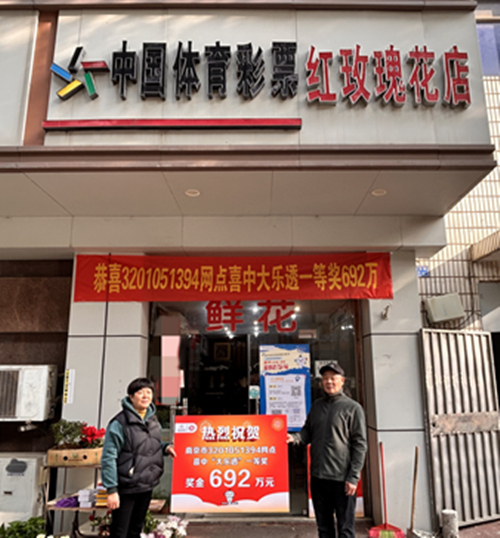 中国体育彩票 红玫瑰花店
恭喜3201051394网点喜中大乐透一等奖692万
鲜花
热烈祝贺
南京市3201051394网点
喜中“大乐透”一等奖
奖金692万元